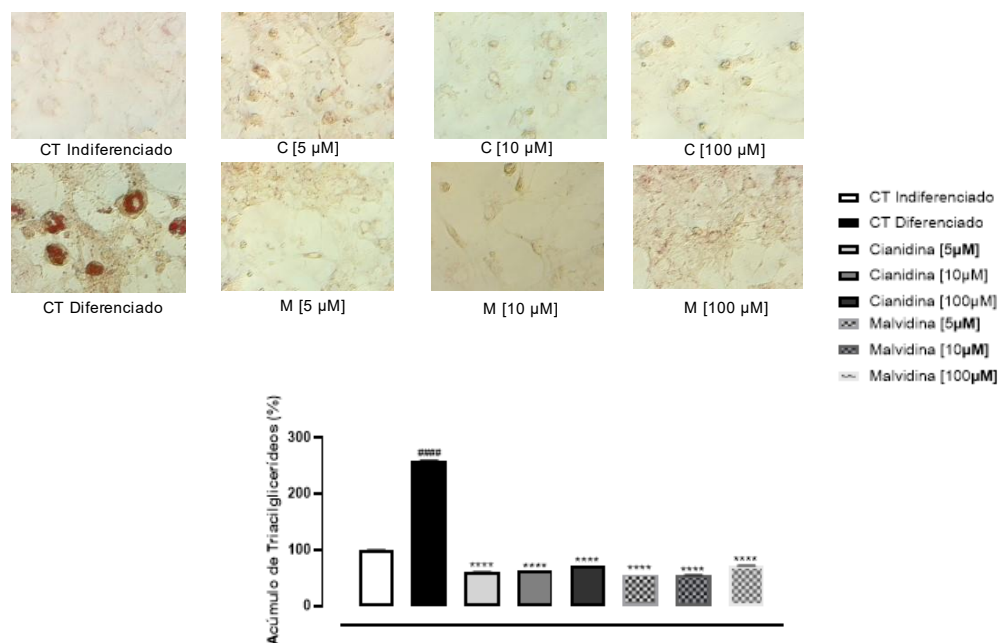 CT Indiferenciado
C [5 µM]
C [10 µM]
C [100 µM]
CT Diferenciado
M [5 µM]
M [10 µM]
M [100 µM]
CT Indiferenciado
CT Diferenciado
Cianidina [5µM]
Cianidina [10µM]
Cianidina [100µM]
Malvidina [5µM]
Malvidina [10µM]
Malvidina [100µM]
Acúmulo de Triacilglicerídeos (%)
300
100
0
####
****
****
****
****
****
****